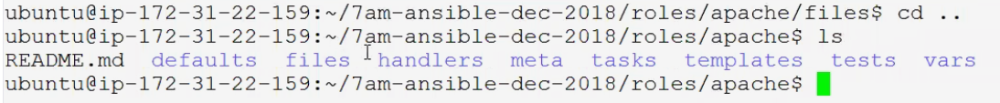 ubuntu@ip-172-31-22-159:~/7am-ansible-dec-2018/roles/apache/files$ cd ..
ubuntu@ip-172-31-22-159:~/7am-ansible-dec-2018/roles/apache$ ls
README.md  defaults  files  handlers  meta  tasks  templates  tests  vars
ubuntu@ip-172-31-22-159:~/7am-ansible-dec-2018/roles/apache$